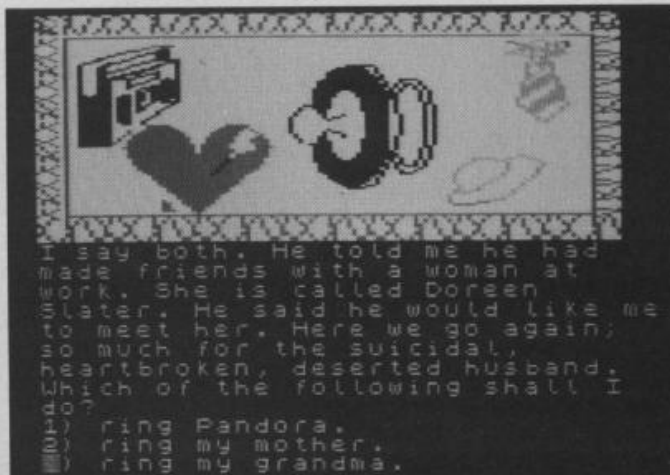 I say both. He told me he had
made friends with a woman at
work. She is called Doreen
Slater. He said he would like me
to meet her. Here we go again;
so much for the suicidal,
heartbroken, deserted husband.
Which of the following shall I
do?
1) ring Pandora.
2) ring my mother.
) ring my grandma.